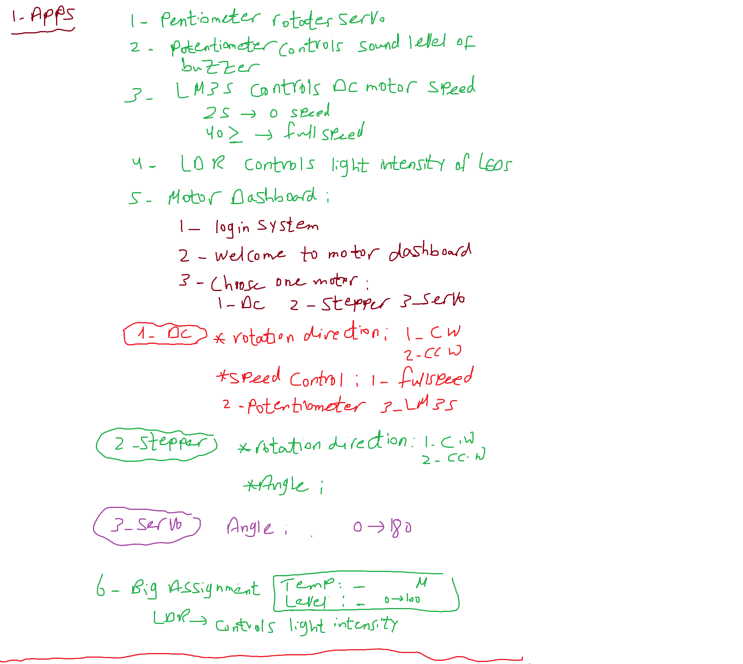 1-Apps
1- Pentiometer rotates servo
2- Potentiometer controls sound level of
buzzer
3- LM35 Controls Dc motor speed
25 → 0 speed
40≥ → full speed
4- LDR controls light intensity of LEDs
5- Motor Dashboard:
1- login system
2- welcome to motor dashboard
3- Choose one motor:
1-Dc 2-Stepper 3-Servo
1- DC * rotation direction: 1-CW
2-CCW
*speed Control: 1- fullspeed
2-Potentiometer 3-LM35
2-Stepper * rotation direction: 1-C.W
2-CC.W
*Angle:
3-Servo Angle: 0→180
6- Big Assignment Temp: - M
Level: - 0→100
LDR→ controls light intensity